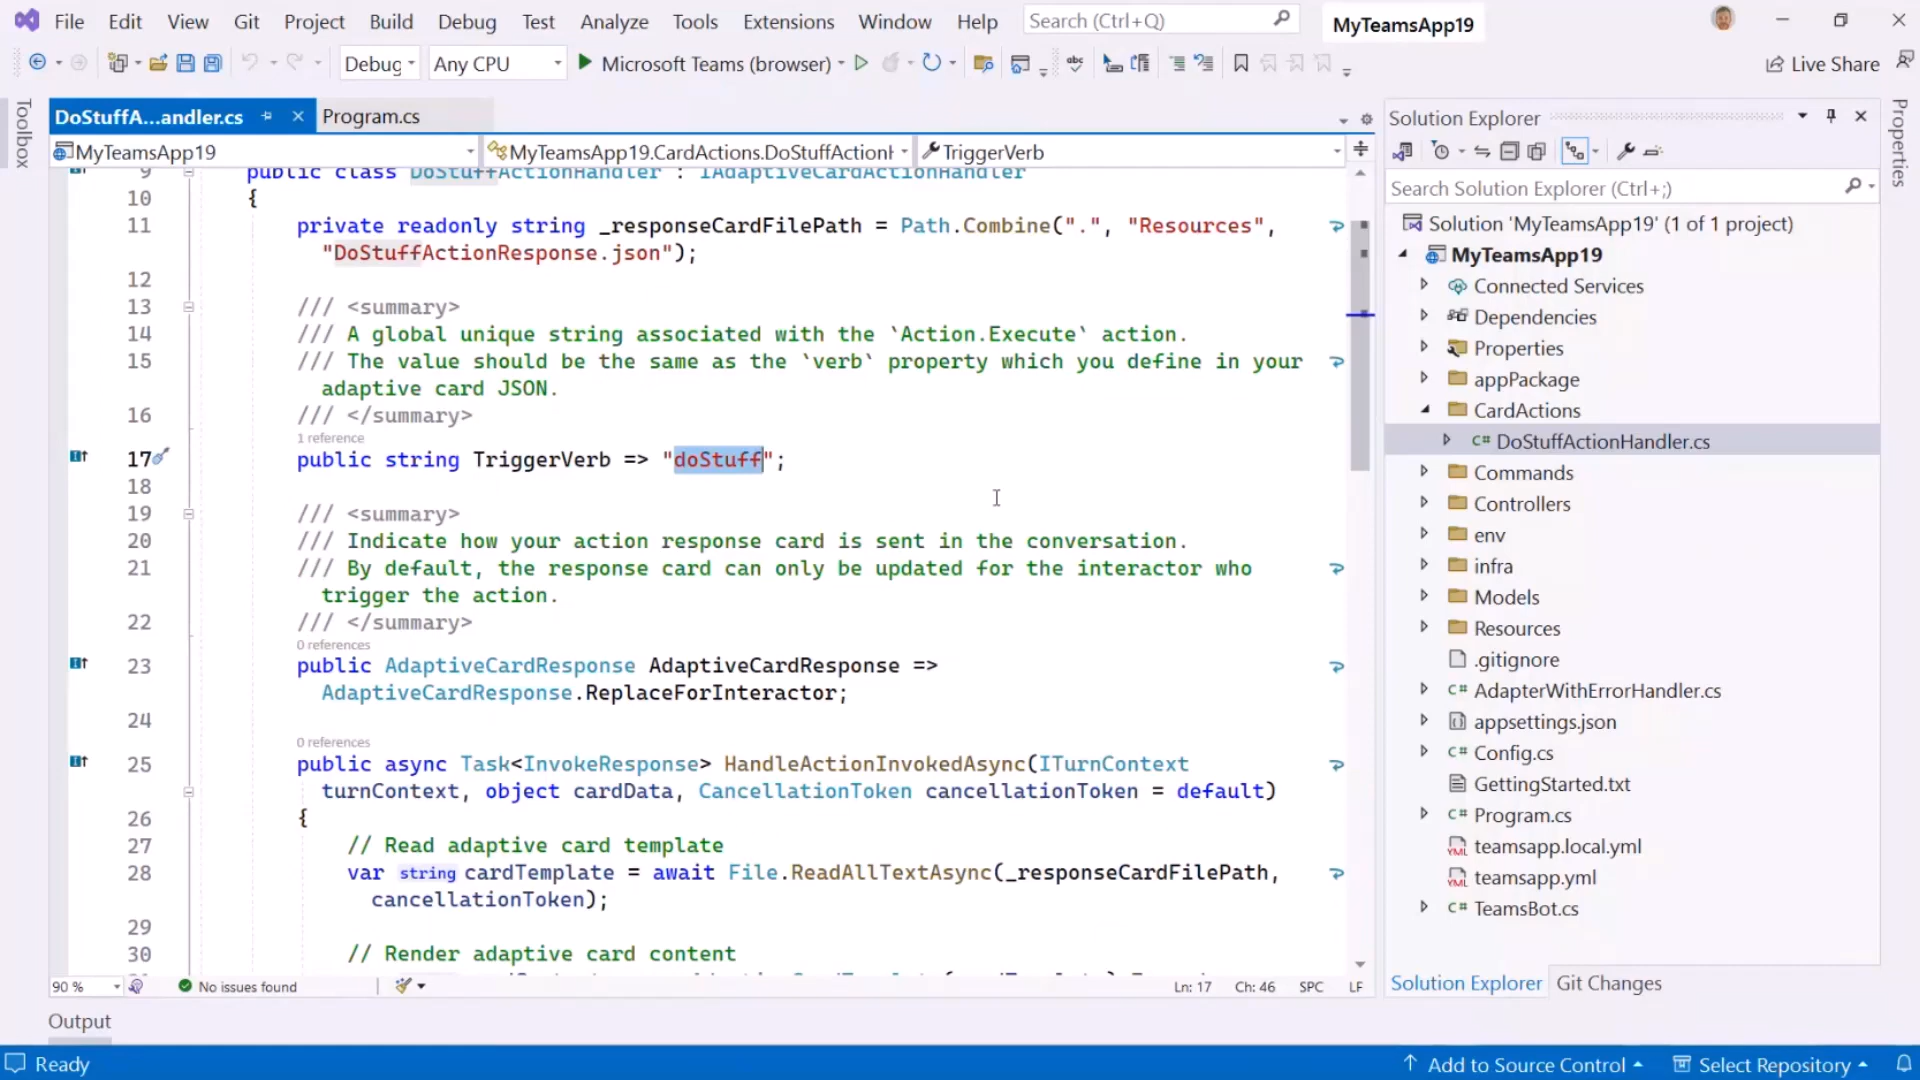 File Edit View Git Project Build Debug Test Analyze Tools Extensions Window Help Search (Ctrl+Q) MyTeamsApp19
Debug Any CPU Microsoft Teams (browser) abc Live Share
Toolbox
DoStuffA...andler.cs Program.cs
MyTeamsApp19 MyTeamsApp19.CardActions.DoStuffActionH TriggerVerb
9 public class DoStuffActionHandler : IAdaptiveCardActionHandler
10 {
11 private readonly string _responseCardFilePath = Path.Combine(".", "Resources",
"DoStuffActionResponse.json");
12
13 /// <summary>
14 /// A global unique string associated with the `Action.Execute` action.
15 /// The value should be the same as the `verb` property which you define in your
adaptive card JSON.
16 /// </summary>
1 reference
17 public string TriggerVerb => "doStuff";
18
19 /// <summary>
20 /// Indicate how your action response card is sent in the conversation.
21 /// By default, the response card can only be updated for the interactor who
trigger the action.
22 /// </summary>
0 references
23 public AdaptiveCardResponse AdaptiveCardResponse =>
AdaptiveCardResponse.ReplaceForInteractor;
24
0 references
25 public async Task<InvokeResponse> HandleActionInvokedAsync(ITurnContext
turnContext, object cardData, CancellationToken cancellationToken = default)
26 {
27 // Read adaptive card template
28 var string cardTemplate = await File.ReadAllTextAsync(_responseCardFilePath,
cancellationToken);
29
30 // Render adaptive card content
90 % No issues found Ln: 17 Ch: 46 SPC LF
Output
Solution Explorer
Search Solution Explorer (Ctrl+;)
Solution 'MyTeamsApp19' (1 of 1 project)
MyTeamsApp19
Connected Services
Dependencies
Properties
appPackage
CardActions
C# DoStuffActionHandler.cs
Commands
Controllers
env
infra
Models
Resources
.gitignore
C# AdapterWithErrorHandler.cs
appsettings.json
C# Config.cs
GettingStarted.txt
C# Program.cs
YML teamsapp.local.yml
YML teamsapp.yml
C# TeamsBot.cs
Solution Explorer Git Changes
Properties
Ready Add to Source Control Select Repository